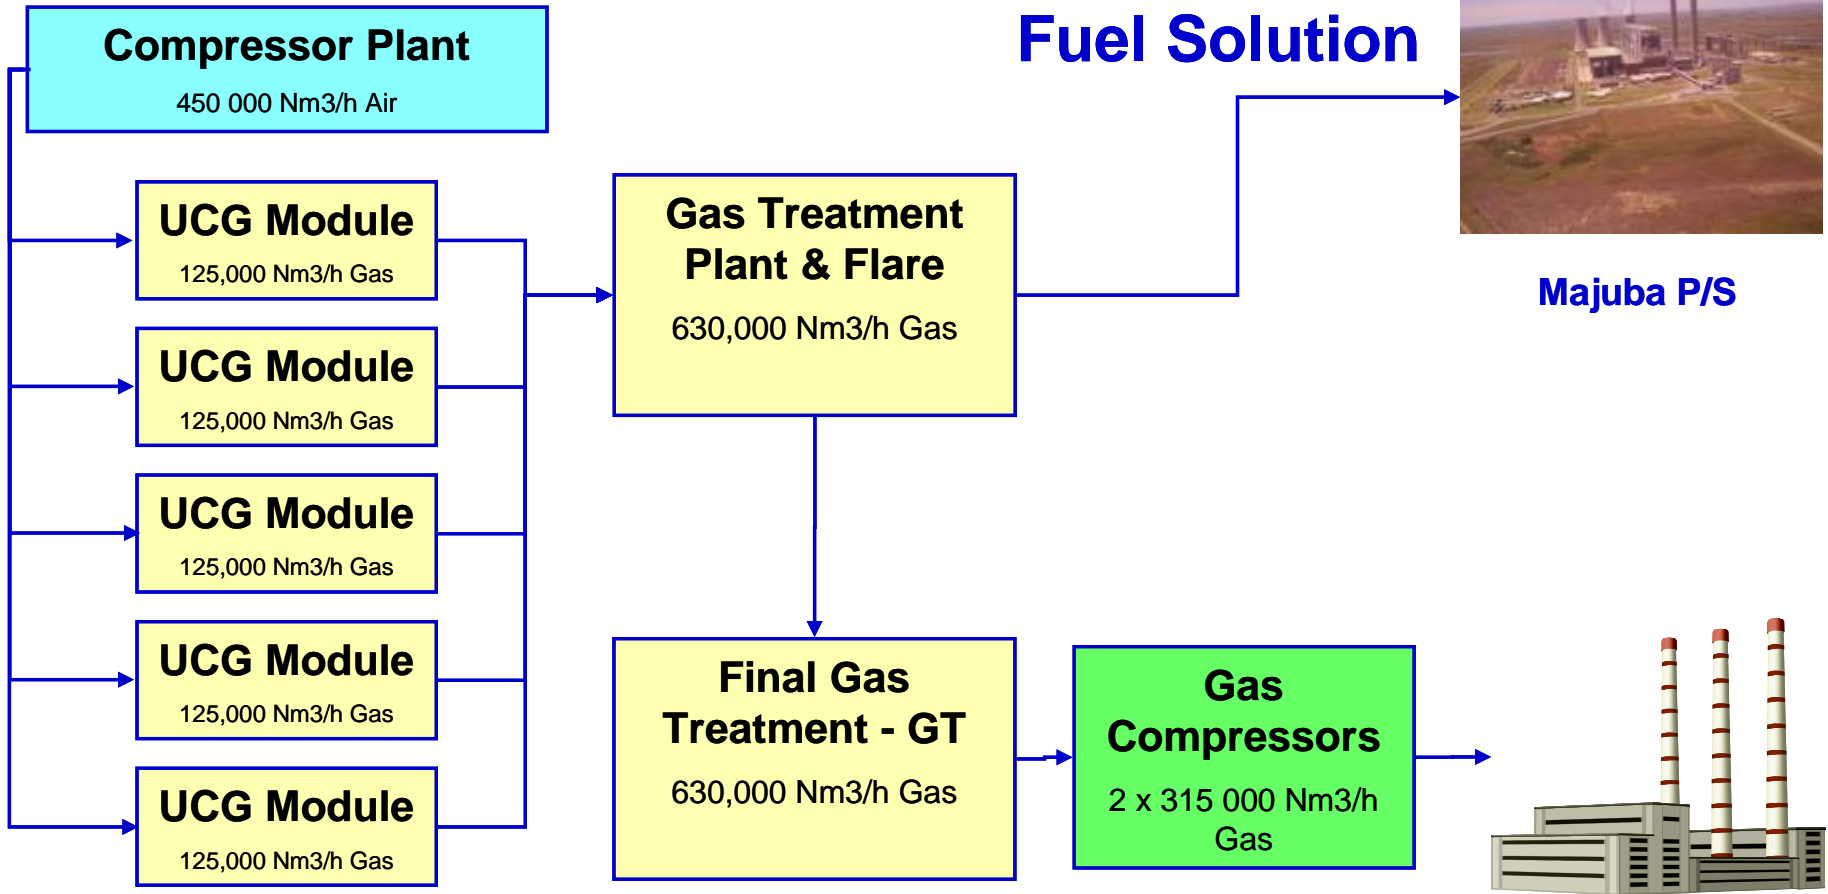 Fuel Solution
Compressor Plant
450 000 Nm3/h Air
UCG Module
125,000 Nm3/h Gas
UCG Module
125,000 Nm3/h Gas
UCG Module
125,000 Nm3/h Gas
UCG Module
125,000 Nm3/h Gas
UCG Module
125,000 Nm3/h Gas
Gas Treatment
Plant & Flare
630,000 Nm3/h Gas
Majuba P/S
Final Gas
Treatment - GT
630,000 Nm3/h Gas
Gas
Compressors
2 x 315 000 Nm3/h
Gas